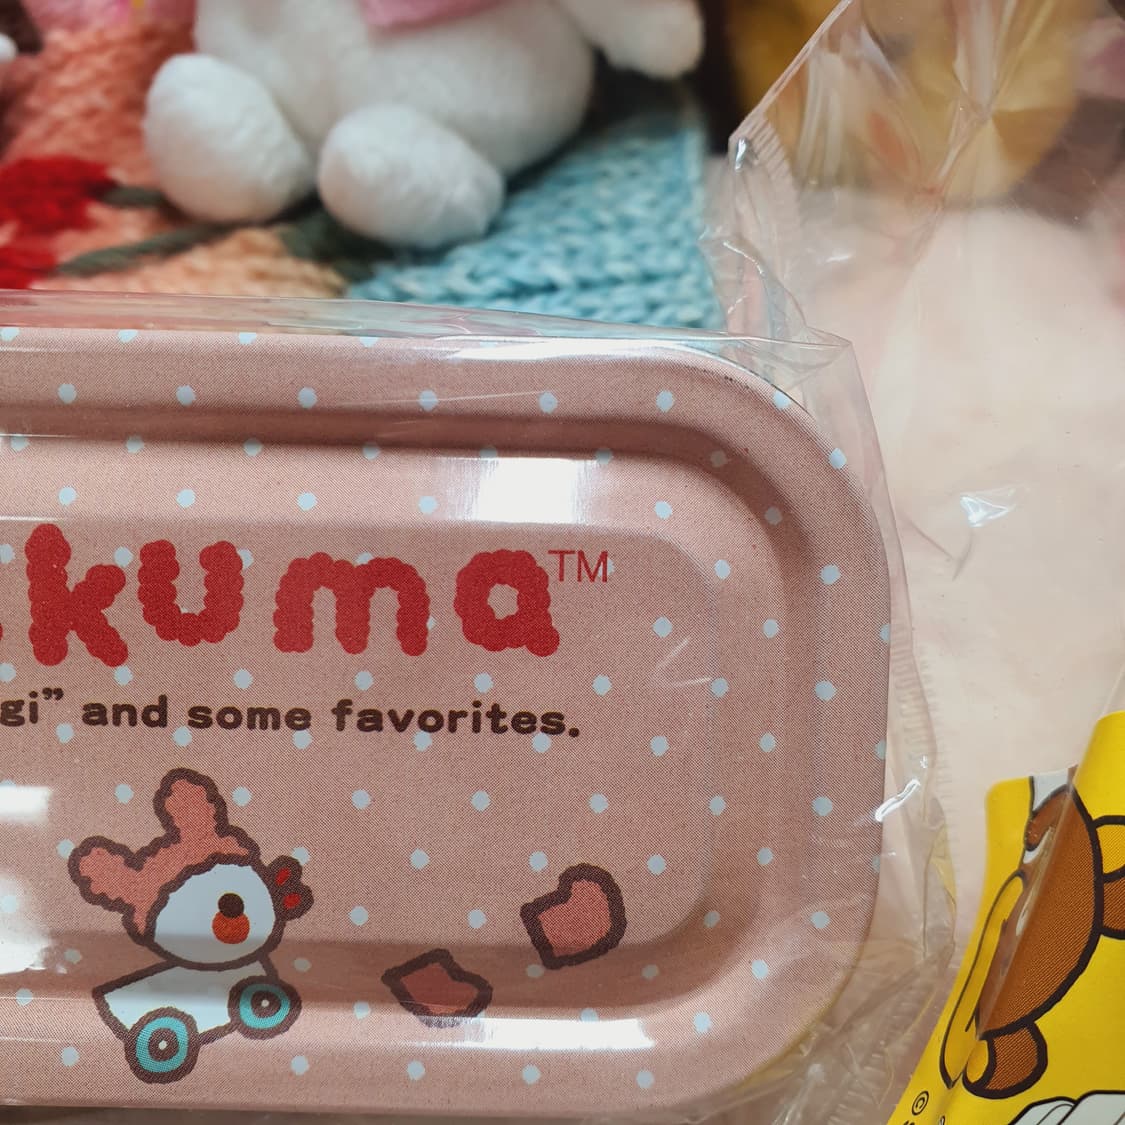 kuma™
gi” and some favorites.
©